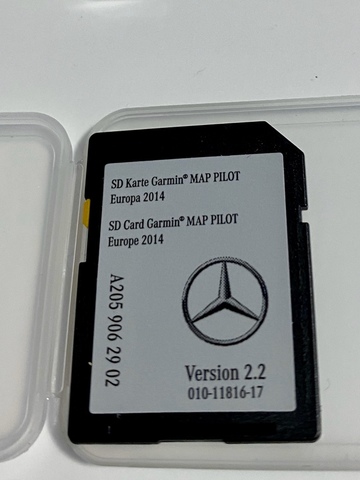 SD Karte Garmin® MAP PILOT
Europa 2014
SD Card Garmin® MAP PILOT
Europe 2014
A205 906 29 02
Version 2.2
010-11816-17